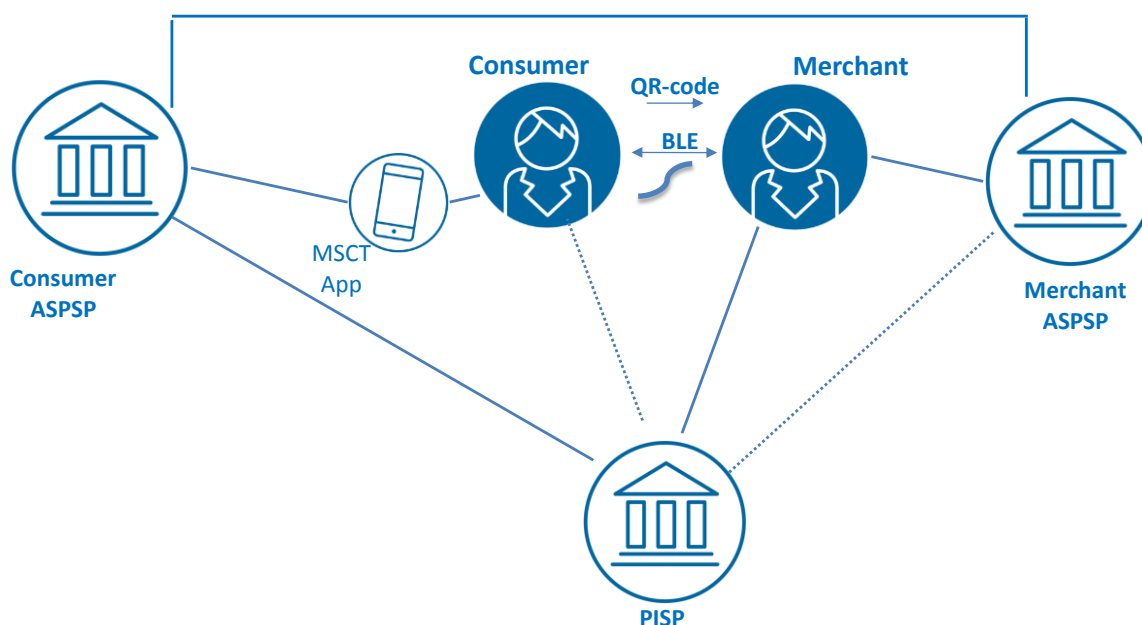 Consumer
Merchant
QR-code
BLE
MSCT
App
Consumer
ASPSP
Merchant
ASPSP
PISP